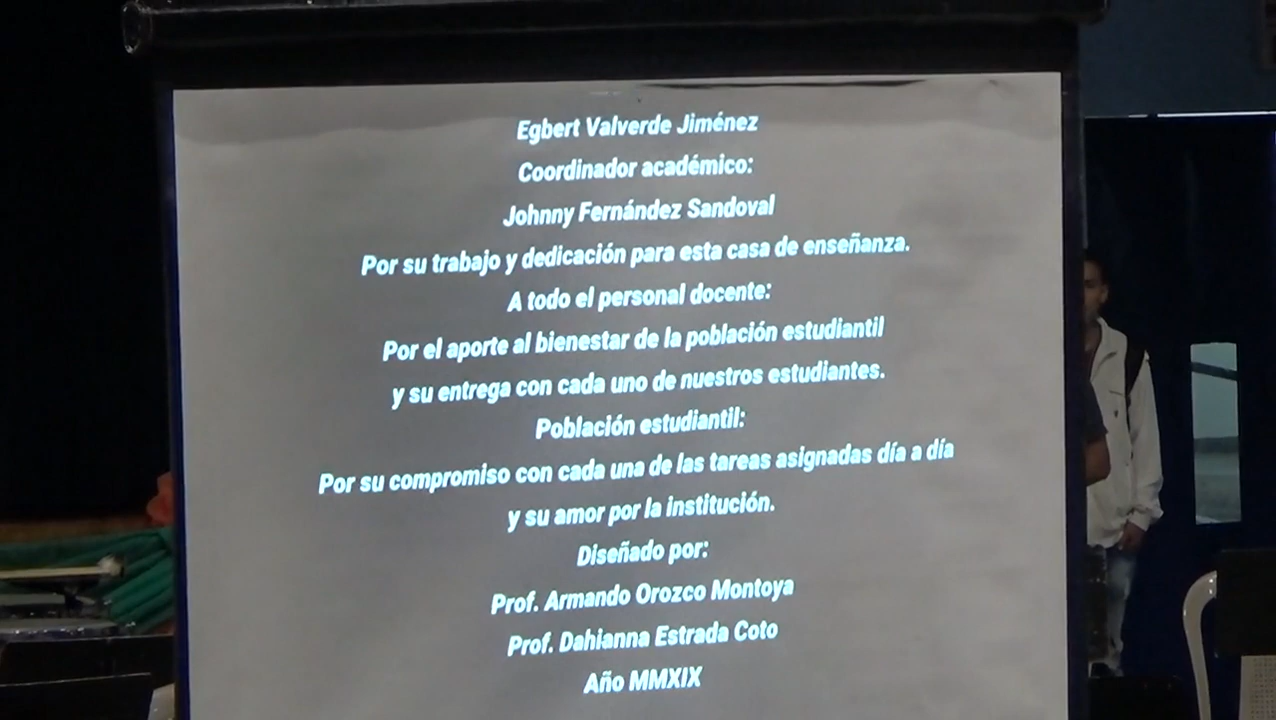 Egbert Valverde Jiménez
Coordinador académico:
Johnny Fernández Sandoval
Por su trabajo y dedicación para esta casa de enseñanza.
A todo el personal docente:
Por el aporte al bienestar de la población estudiantil
y su entrega con cada uno de nuestros estudiantes.
Población estudiantil:
Por su compromiso con cada una de las tareas asignadas día a día
y su amor por la institución.
Diseñado por:
Prof. Armando Orozco Montoya
Prof. Dahianna Estrada Coto
Año MMXIX